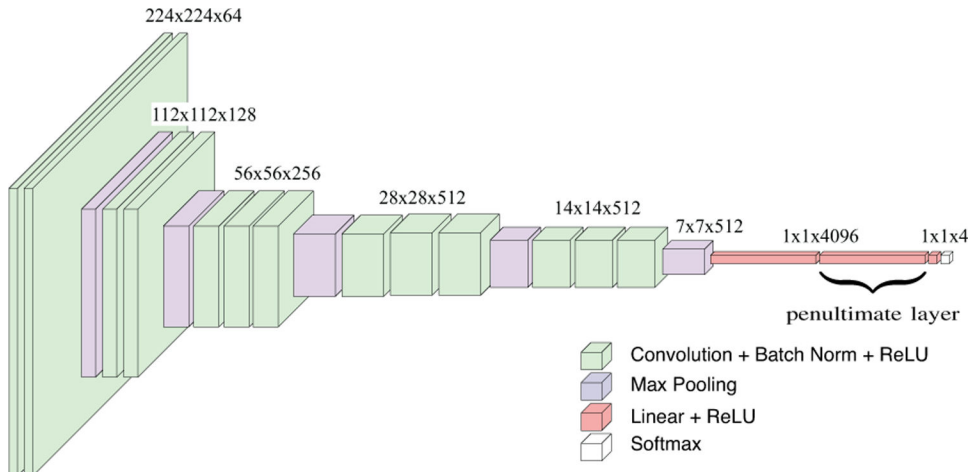 224x224x64
112x112x128
56x56x256
28x28x512
14x14x512
7x7x512
1x1x4096
1x1x4
penultimate layer
Convolution + Batch Norm + ReLU
Max Pooling
Linear + ReLU
Softmax